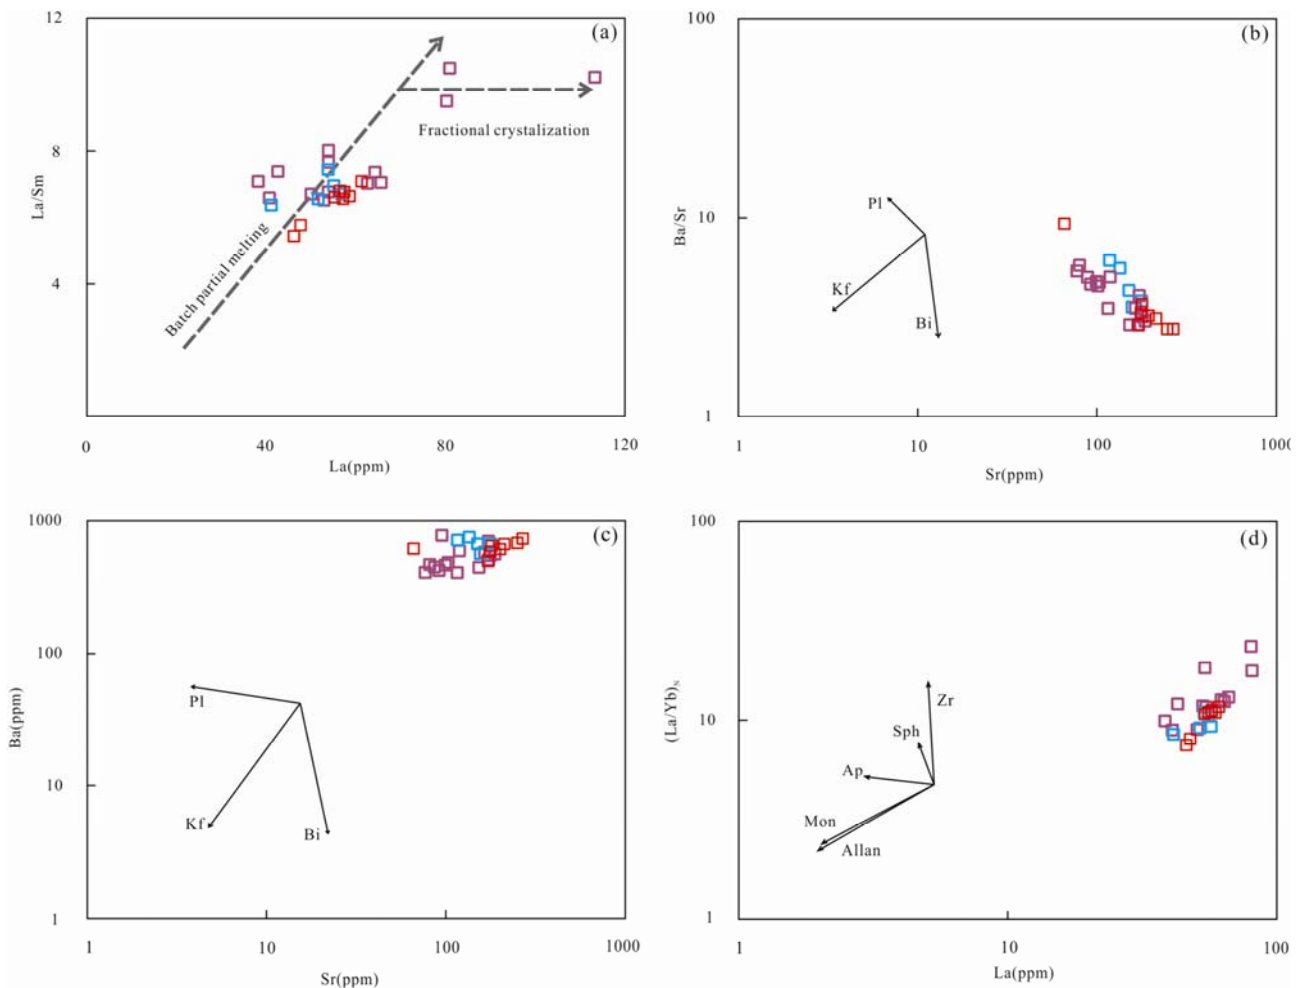 12
(a)
8
4
La/Sm
Fractional crystalization
Batch partial melting
0
40
80
120
La(ppm)
100
(b)
10
1
Ba/Sr
Pl
Kf
Bi
1
10
100
1000
Sr(ppm)
1000
(c)
100
10
1
Ba(ppm)
Pl
Kf
Bi
1
10
100
1000
Sr(ppm)
100
(d)
10
1
(La/Yb)N
Zr
Sph
Ap
Mon
Allan
1
10
100
La(ppm)